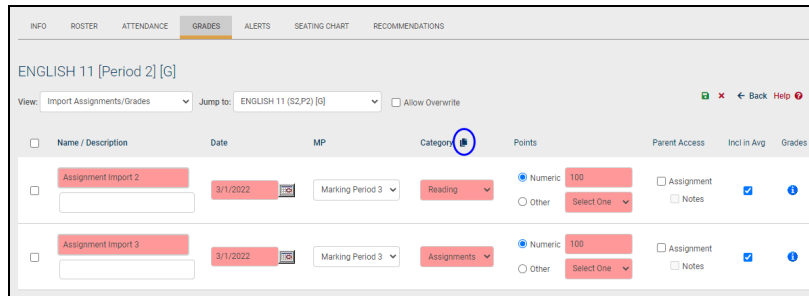 INFO ROSTER ATTENDANCE GRADES ALERTS SEATING CHART RECOMMENDATIONS
ENGLISH 11 [Period 2] [G]
View: Import Assignments/Grades Jump to: ENGLISH 11 (S2,P2) [G] Allow Overwrite Back Help
Name / Description Date MP Category Points Parent Access Incl in Avg Grades
Assignment Import 2 3/1/2022 Marking Period 3 Reading Numeric 100 Assignment
Other Select One Notes
Assignment Import 3 3/1/2022 Marking Period 3 Assignments Numeric 100 Assignment
Other Select One Notes